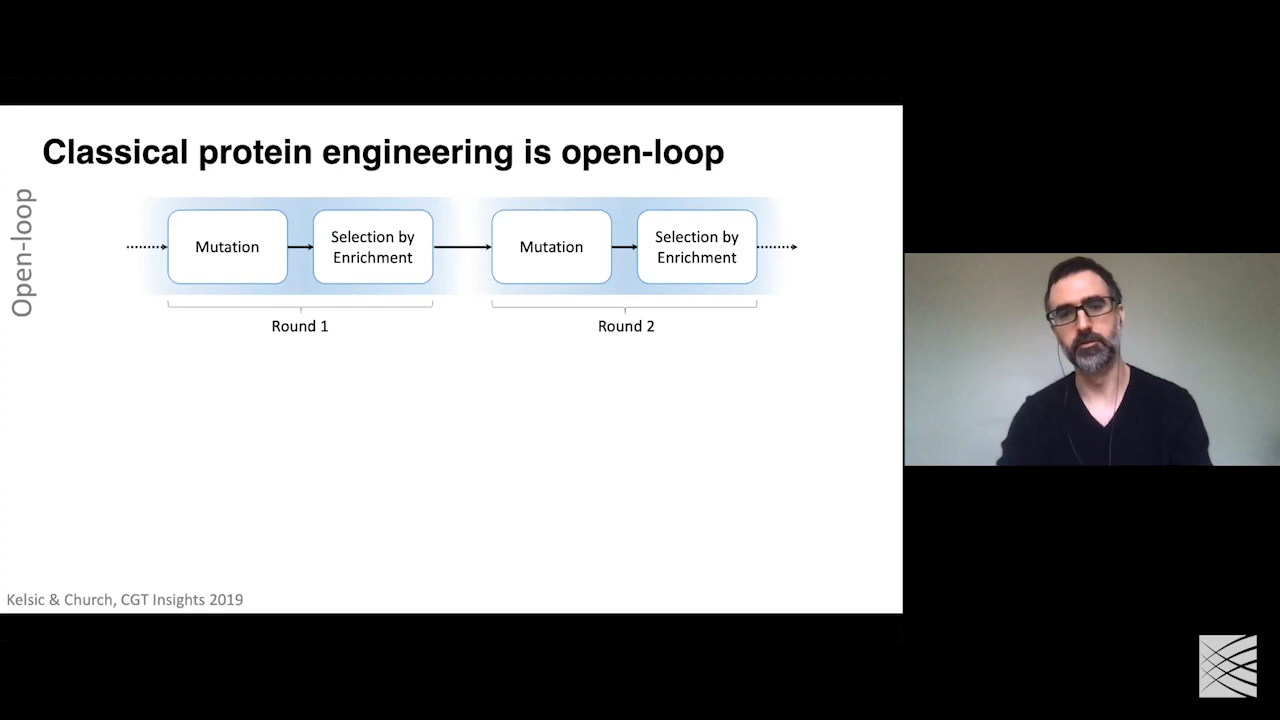 Classical protein engineering is open-loop
Open-loop
Mutation
Selection by
Enrichment
Mutation
Selection by
Enrichment
Round 1
Round 2
Kelsic & Church, CGT Insights 2019